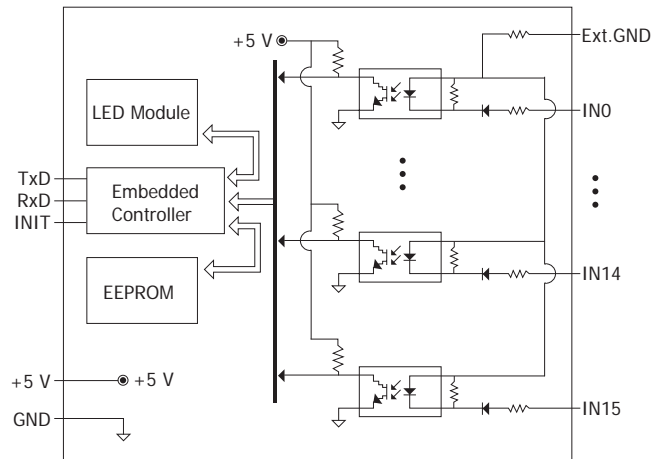 +5 V
Ext.GND
LED Module
IN0
TxD
RxD
INIT
Embedded
Controller
IN14
EEPROM
+5 V
+5 V
GND
IN15